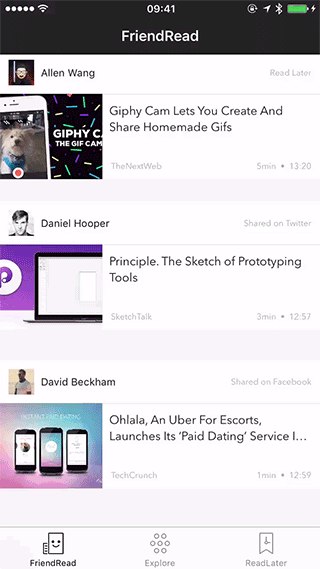 09:41
FriendRead
Allen Wang
Read Later
GIPHY CA
THE GIF CAM
Giphy Cam Lets You Create And
Share Homemade Gifs
TheNextWeb
5min • 13:20
Daniel Hooper
Shared on Twitter
Principle. The Sketch of Prototyping
Tools
SketchTalk
3min • 12:57
David Beckham
Shared on Facebook
INSTANT PAID DATING
Ohlala, An Uber For Escorts,
Launches Its ‘Paid Dating’ Service I...
TechCrunch
1min • 12:59
FriendRead
Explore
ReadLater